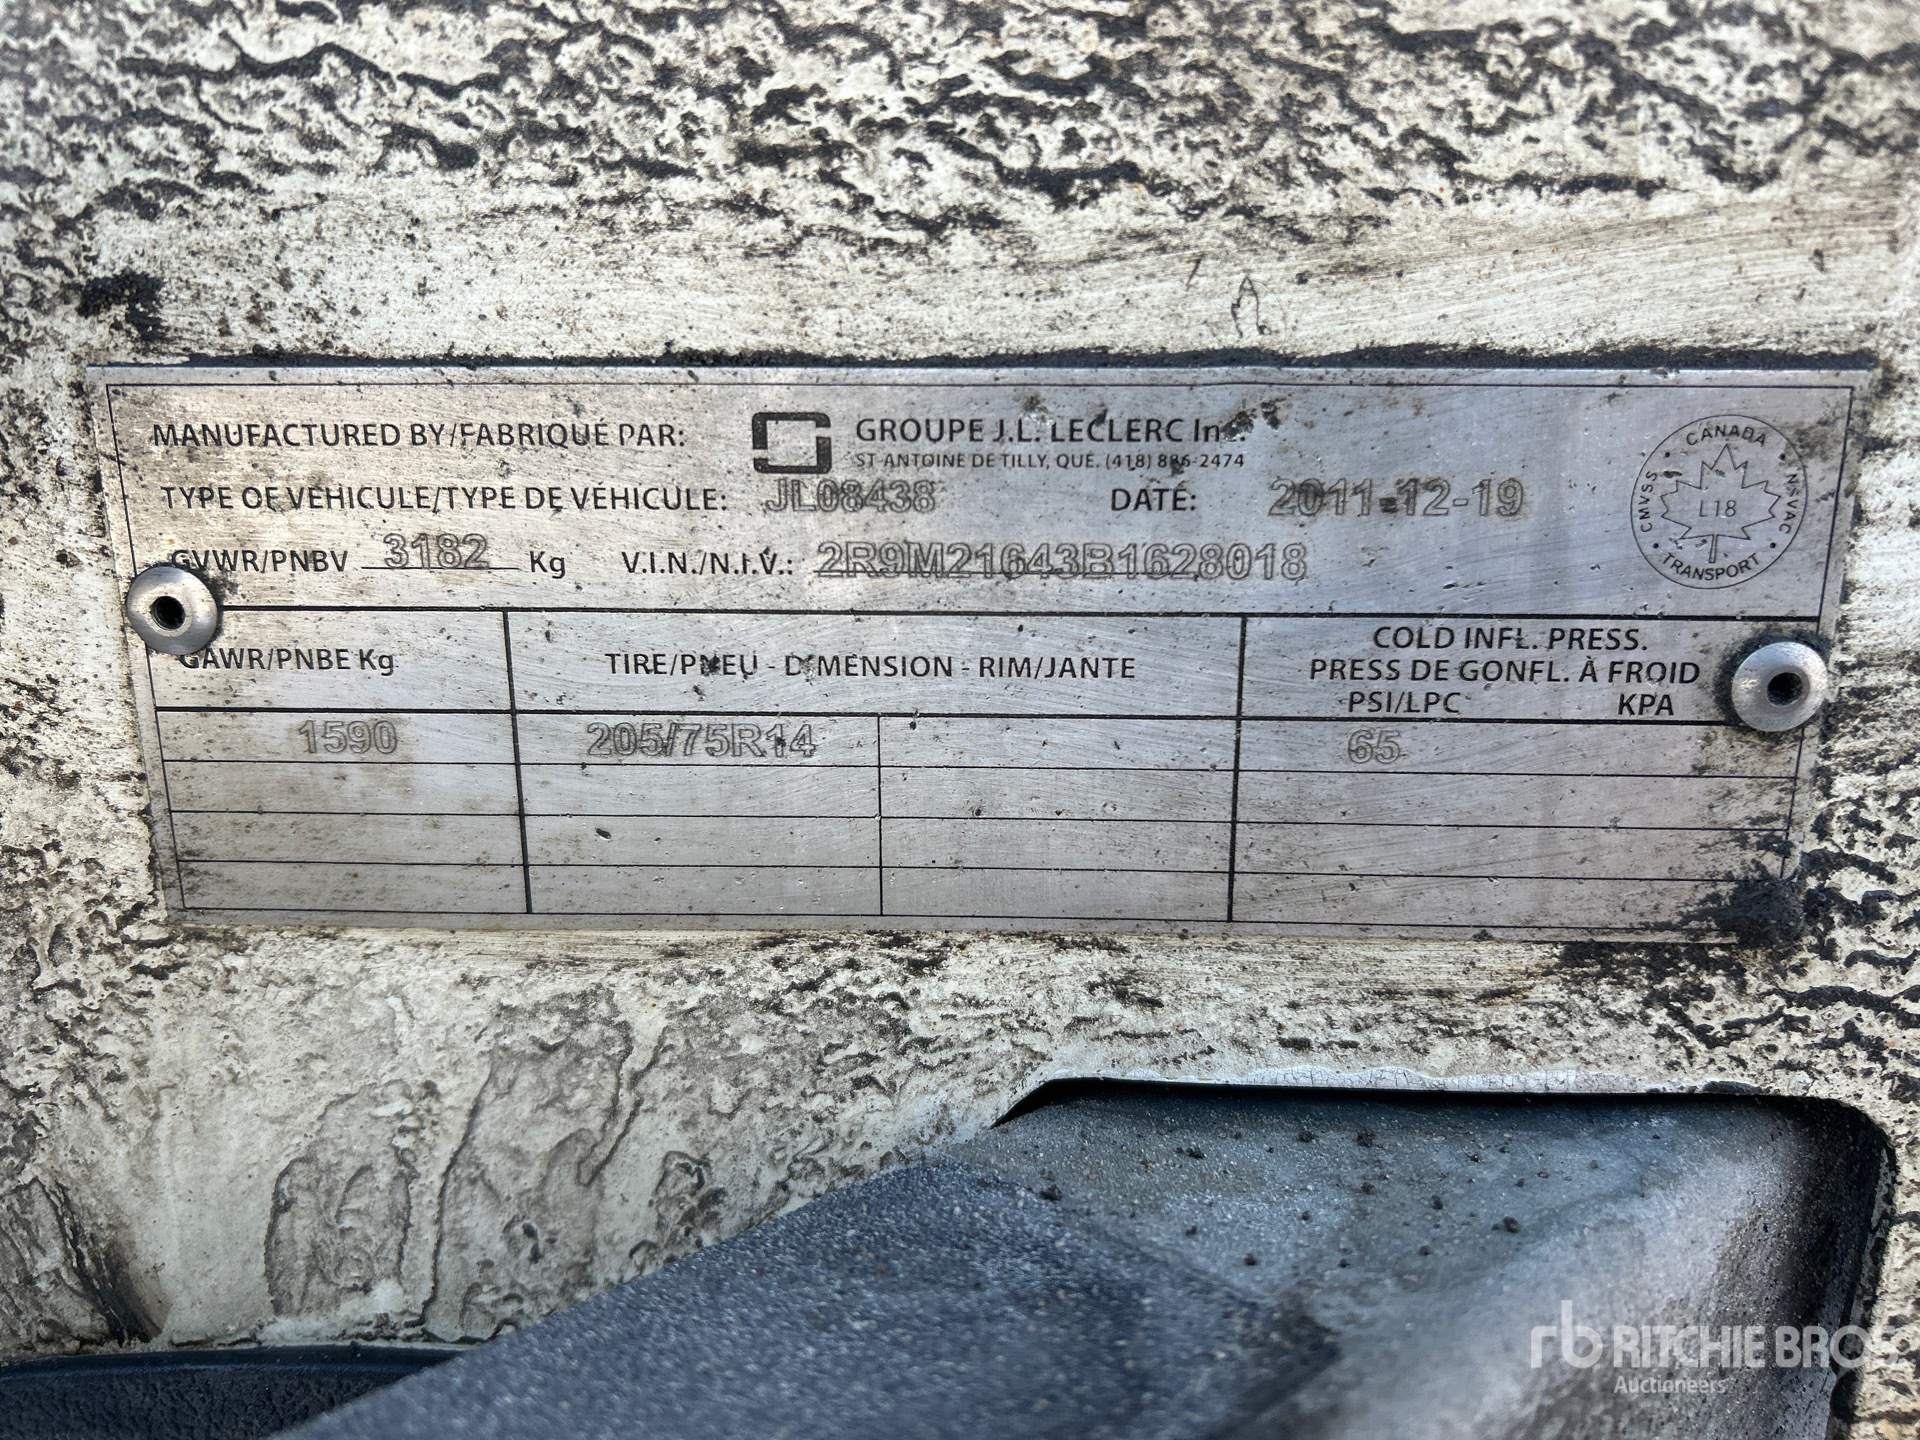 MANUFACTURED BY/FABRIQUÉ PAR:
GROUPE J.L. LECLERC Inc.
ST-ANTOINE DE TILLY, QUÉ. (418) 886-2474
TYPE OF VEHICULE/TYPE DE VÉHICULE: JL08438 DATE: 2011-12-19
GVWR/PNBV 3182 Kg V.I.N./N.I.V.: 2R9M21643B1628018
CANADA
CMVSS
NSVAC
L18
TRANSPORT
GAWR/PNBE Kg
TIRE/PNEU - DIMENSION - RIM/JANTE
COLD INFL. PRESS.
PRESS DE GONFL. À FROID
PSI/LPC KPA
1590 205/75R14 65
rb RITCHIE BROS
Auctioneers